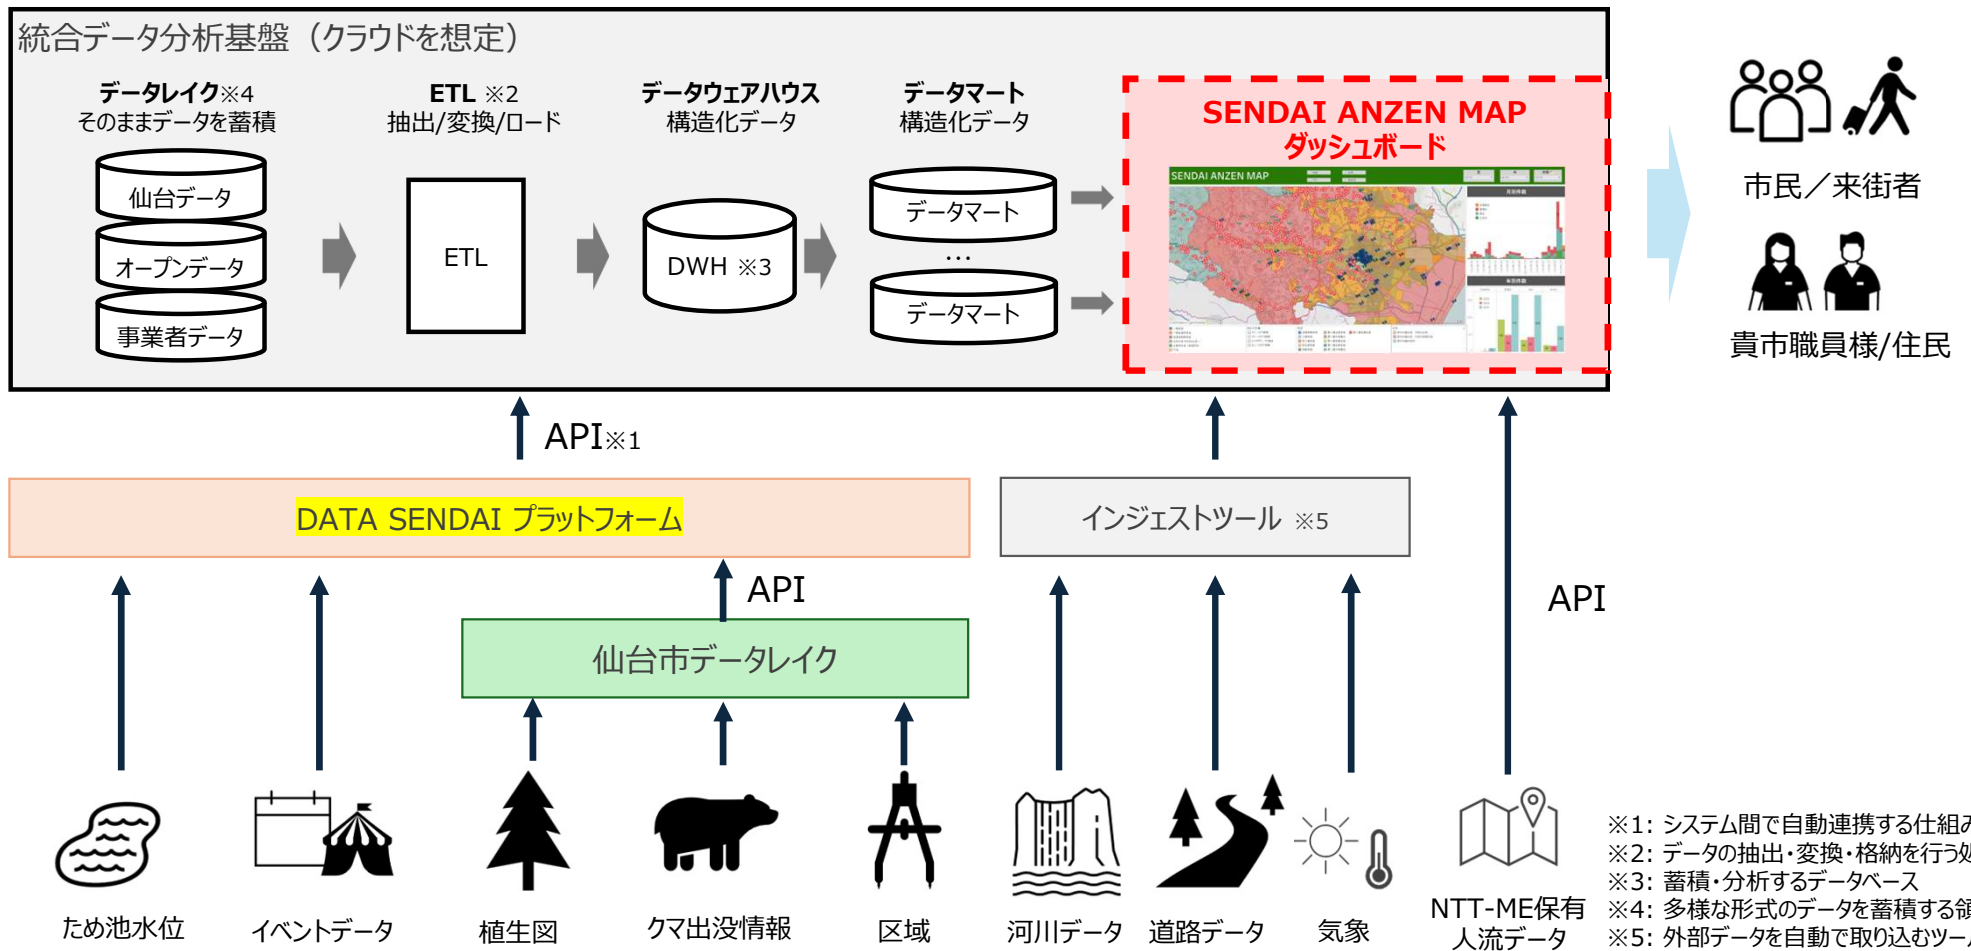 統合データ分析基盤（クラウドを想定）
データレイク※4
そのままデータを蓄積
ETL ※2
抽出/変換/ロード
データウェアハウス
構造化データ
データマート
構造化データ
SENDAI ANZEN MAP
ダッシュボード
SENDAI ANZEN MAP
月別件数
年別件数
仙台データ
オープンデータ
事業者データ
ETL
DWH ※3
データマート
…
データマート
市民／来街者
貴市職員様/住民
API※1
DATA SENDAI プラットフォーム
インジェストツール ※5
API
API
仙台市データレイク
ため池水位
イベントデータ
植生図
クマ出没情報
区域
河川データ
道路データ
気象
NTT-ME保有
人流データ
※1: システム間で自動連携する仕組み
※2: データの抽出・変換・格納を行う処
※3: 蓄積・分析するデータベース
※4: 多様な形式のデータを蓄積する領
※5: 外部データを自動で取り込むツール